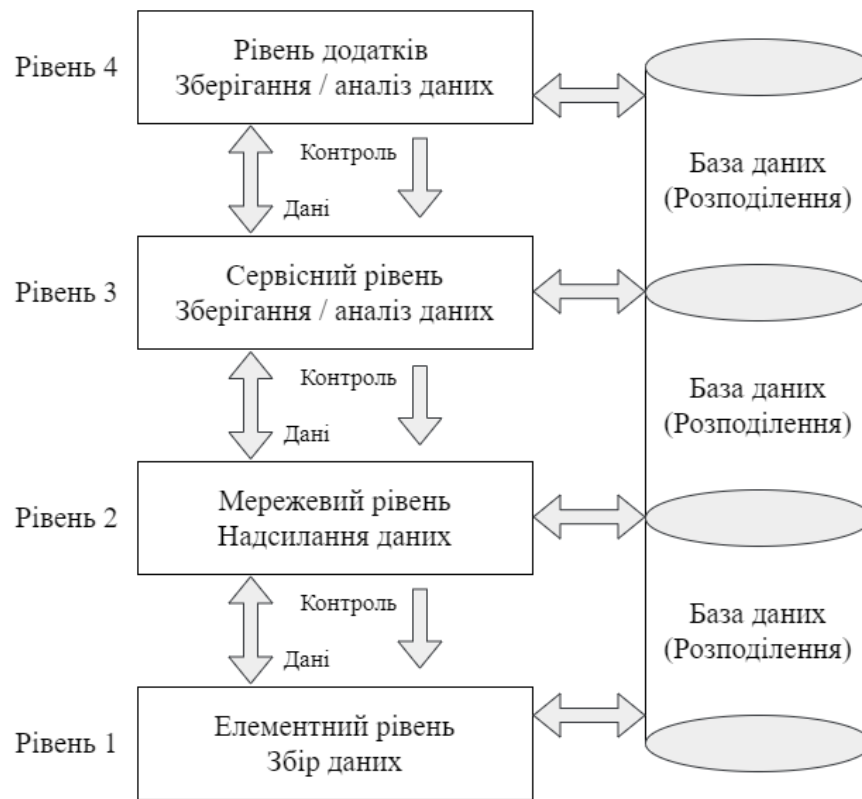 Рівень 4
Рівень додатків
Зберігання / аналіз даних
Контроль
Дані
База даних
(Розподілення)
Рівень 3
Сервісний рівень
Зберігання / аналіз даних
Контроль
Дані
База даних
(Розподілення)
Рівень 2
Мережевий рівень
Надсилання даних
Контроль
Дані
База даних
(Розподілення)
Рівень 1
Елементний рівень
Збір даних